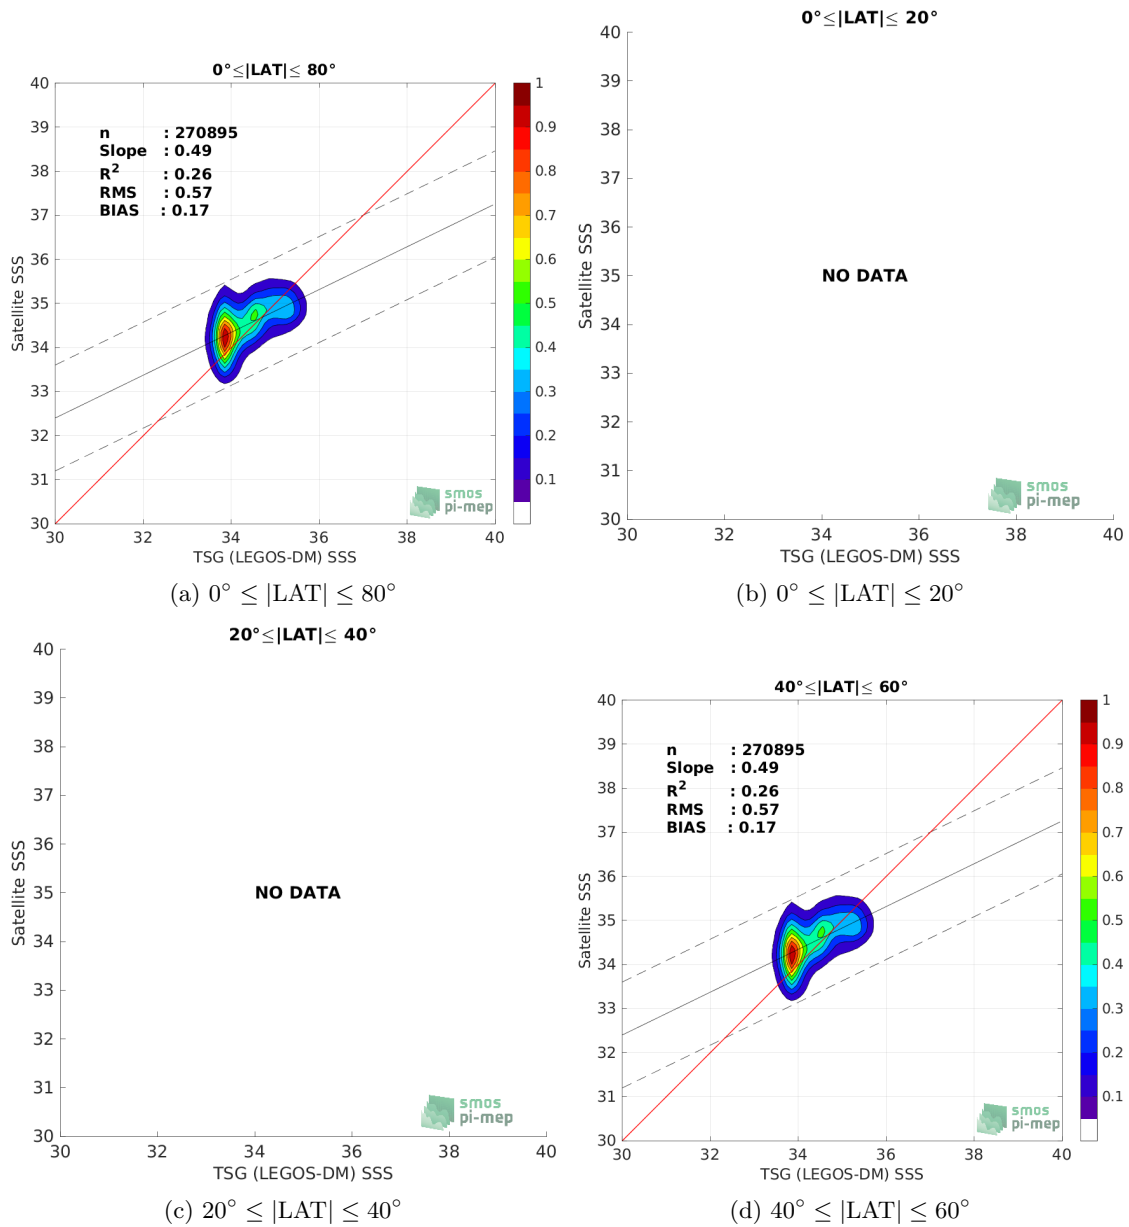 0°≤|LAT|≤ 80°
40
39
38
37
36
35
34
33
32
31
30
Satellite SSS
n : 270895
Slope : 0.49
R² : 0.26
RMS : 0.57
BIAS : 0.17
smos
pi-mep
30 32 34 36 38 40
TSG (LEGOS-DM) SSS
1
0.9
0.8
0.7
0.6
0.5
0.4
0.3
0.2
0.1
(a) 0° ≤ |LAT| ≤ 80°
0°≤|LAT|≤ 20°
40
39
38
37
36
35
34
33
32
31
30
Satellite SSS
NO DATA
smos
pi-mep
30 32 34 36 38 40
TSG (LEGOS-DM) SSS
(b) 0° ≤ |LAT| ≤ 20°
20°≤|LAT|≤ 40°
40
39
38
37
36
35
34
33
32
31
30
Satellite SSS
NO DATA
smos
pi-mep
30 32 34 36 38 40
TSG (LEGOS-DM) SSS
(c) 20° ≤ |LAT| ≤ 40°
40°≤|LAT|≤ 60°
40
39
38
37
36
35
34
33
32
31
30
Satellite SSS
n : 270895
Slope : 0.49
R² : 0.26
RMS : 0.57
BIAS : 0.17
smos
pi-mep
30 32 34 36 38 40
TSG (LEGOS-DM) SSS
1
0.9
0.8
0.7
0.6
0.5
0.4
0.3
0.2
0.1
(d) 40° ≤ |LAT| ≤ 60°